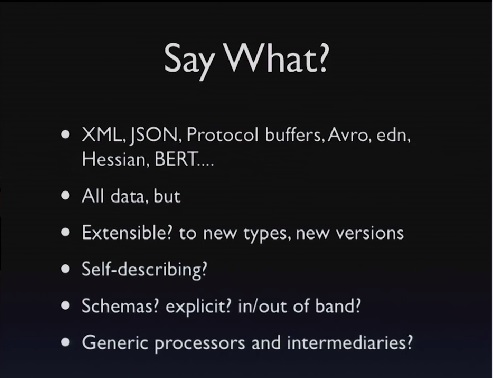 Say What?
• XML, JSON, Protocol buffers, Avro, edn,
Hessian, BERT....
• All data, but
• Extensible? to new types, new versions
• Self-describing?
• Schemas? explicit? in/out of band?
• Generic processors and intermediaries?